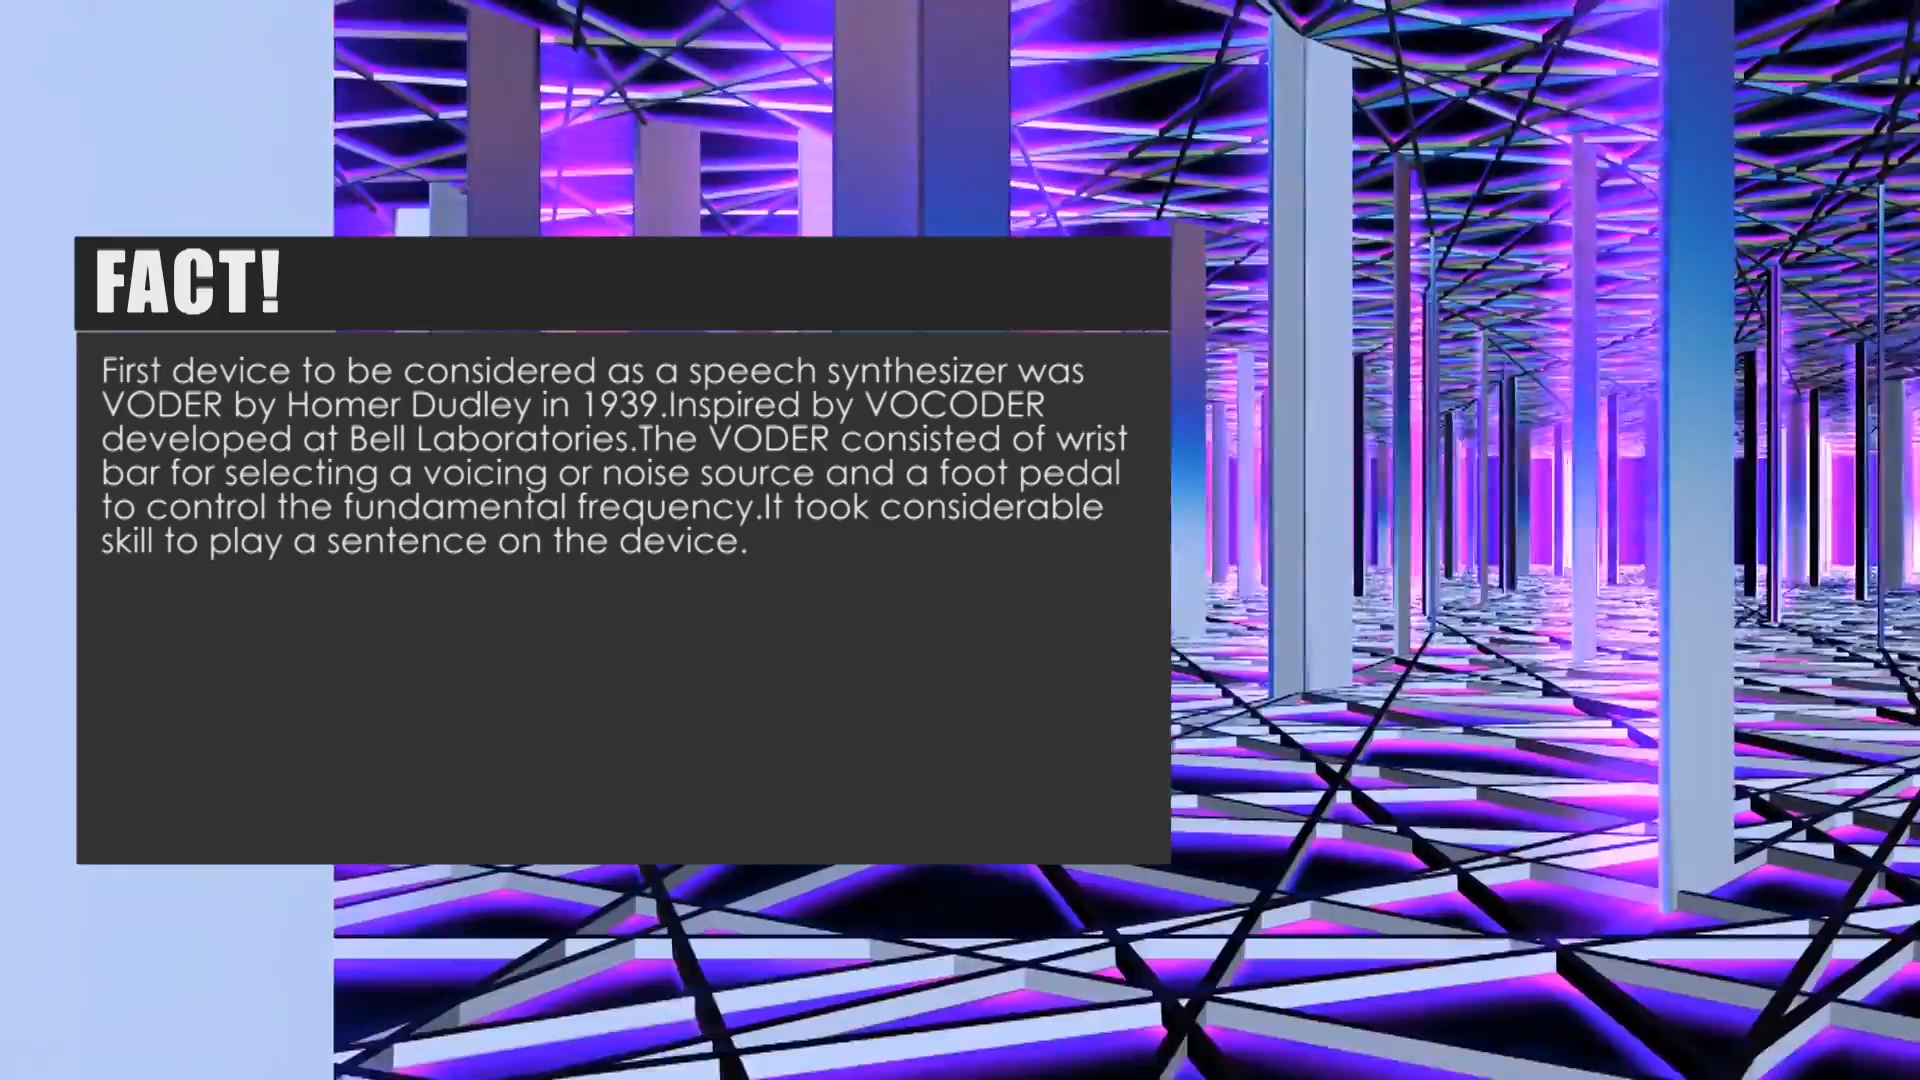 FACT!
First device to be considered as a speech synthesizer was
VODER by Homer Dudley in 1939.Inspired by VOCODER
developed at Bell Laboratories.The VODER consisted of wrist
bar for selecting a voicing or noise source and a foot pedal
to control the fundamental frequency.It took considerable
skill to play a sentence on the device.